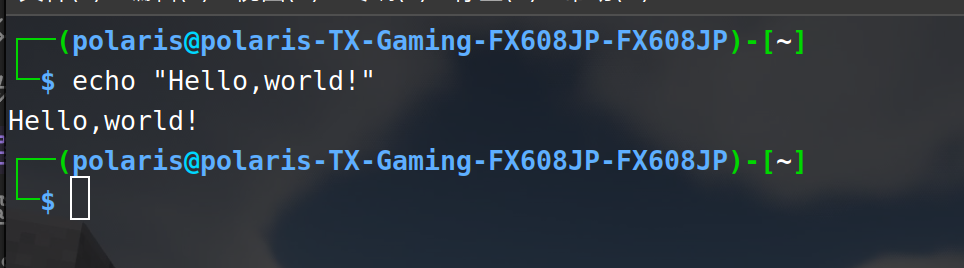 (polaris@polaris-TX-Gaming-FX608JP-FX608JP)-[~]
$ echo "Hello,world!"
Hello,world!
(polaris@polaris-TX-Gaming-FX608JP-FX608JP)-[~]
$